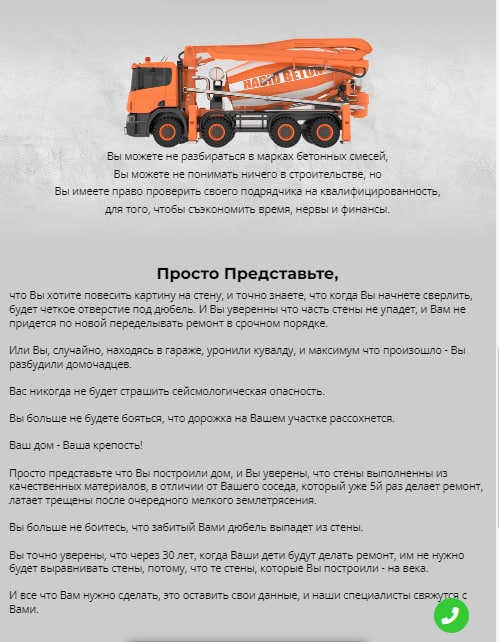 НАСРИ BETON
Вы можете не разбираться в марках бетонных смесей,
Вы можете не понимать ничего в строительстве, но
Вы имеете право проверить своего подрядчика на квалифицированность,
для того, чтобы съэкономить время, нервы и финансы.
Просто Представьте,
что Вы хотите повесить картину на стену, и точно знаете, что когда Вы начнете сверлить,
будет четкое отверстие под дюбель. И Вы уверенны что часть стены не упадет, и Вам не
придется по новой переделывать ремонт в срочном порядке.
Или Вы, случайно, находясь в гараже, уронили кувалду, и максимум что произошло - Вы
разбудили домочадцев.
Вас никогда не будет страшить сейсмологическая опасность.
Вы больше не будете бояться, что дорожка на Вашем участке рассохнется.
Ваш дом - Ваша крепость!
Просто представьте что Вы построили дом, и Вы уверены, что стены выполненны из
качественных материалов, в отличии от Вашего соседа, который уже 5й раз делает ремонт,
латает трещены после очередного мелкого землетрясения.
Вы больше не боитесь, что забитый Вами дюбель выпадет из стены.
Вы точно уверены, что через 30 лет, когда Ваши дети будут делать ремонт, им не нужно
будет выравнивать стены, потому, что те стены, которые Вы построили - на века.
И все что Вам нужно сделать, это оставить свои данные, и наши специалисты свяжутся с
Вами.